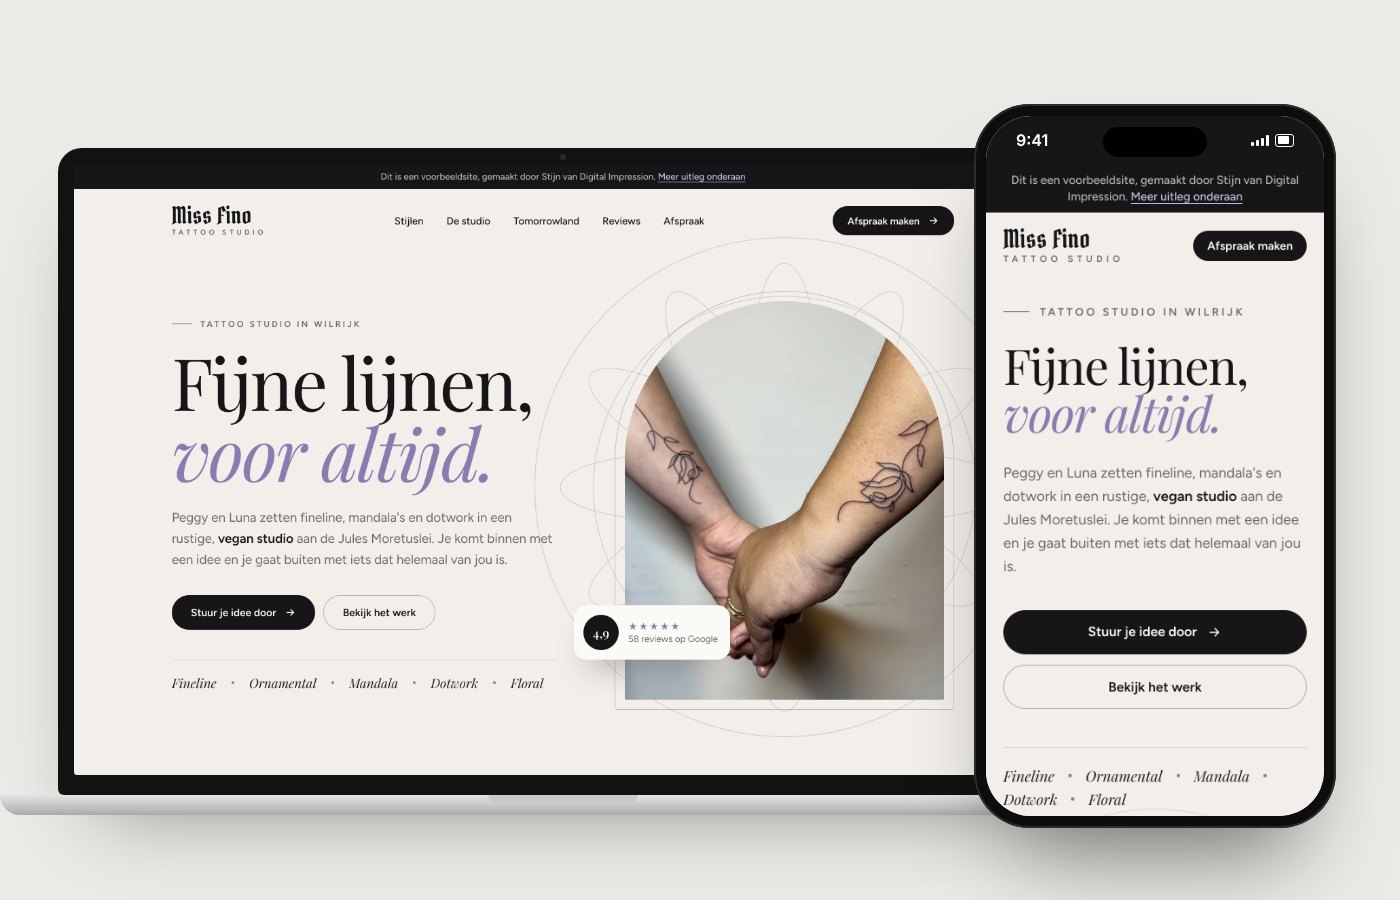 Dit is een voorbeeldsite, gemaakt door Stijn van Digital Impression. Meer uitleg onderaan
Miss Fino
TATTOO STUDIO
Stijlen
De studio
Tomorrowland
Reviews
Afspraak
Afspraak maken →
TATTOO STUDIO IN WILRIJK
Fijne lijnen,
voor altijd.
Peggy en Luna zetten fineline, mandala's en dotwork in een
rustige, vegan studio aan de Jules Moretuslei. Je komt binnen met
een idee en je gaat buiten met iets dat helemaal van jou is.
Stuur je idee door →
Bekijk het werk
Fineline • Ornamental • Mandala • Dotwork • Floral
4.9
★★★★★
58 reviews op Google
9:41
Dit is een voorbeeldsite, gemaakt door Stijn van Digital
Impression. Meer uitleg onderaan
Miss Fino
TATTOO STUDIO
Afspraak maken
TATTOO STUDIO IN WILRIJK
Fijne lijnen,
voor altijd.
Peggy en Luna zetten fineline, mandala's en
dotwork in een rustige, vegan studio aan de
Jules Moretuslei. Je komt binnen met een idee
en je gaat buiten met iets dat helemaal van jou
is.
Stuur je idee door →
Bekijk het werk
Fineline • Ornamental • Mandala •
Dotwork • Floral